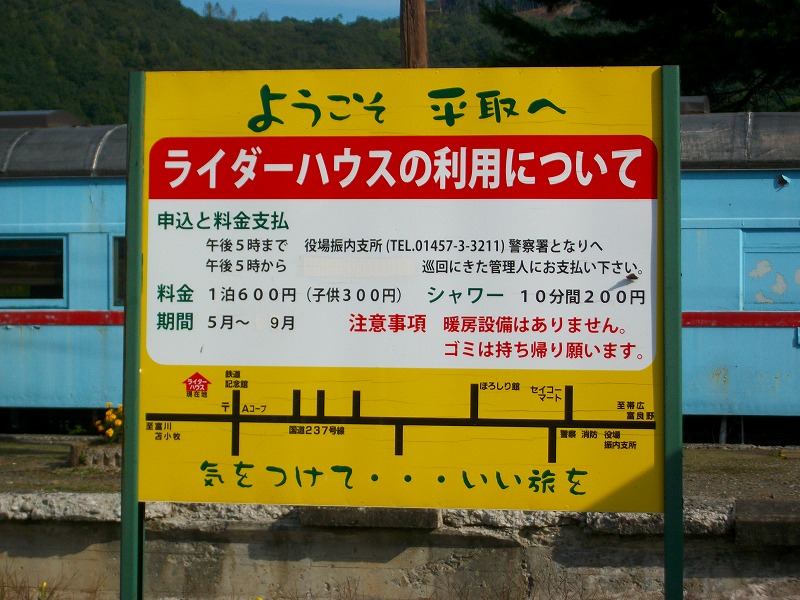 ようこそ 平取へ
ライダーハウスの利用について
申込と料金支払
午後5時まで 役場振内支所(TEL.01457-3-3211)警察署となりへ
午後5時から 巡回にきた管理人にお支払い下さい。
料金 1泊600円(子供300円) シャワー 10分間200円
期間 5月～9月 注意事項 暖房設備はありません。
ゴミは持ち帰り願います。
ライダーハウス
現在地
鉄道
記念館
〒
Aコープ
ほろしり館
セイコー
マート
至帯広
富良野
至富川
苫小牧
国道237号線
警察 消防 役場
振内支所
気をつけて・・・いい旅を